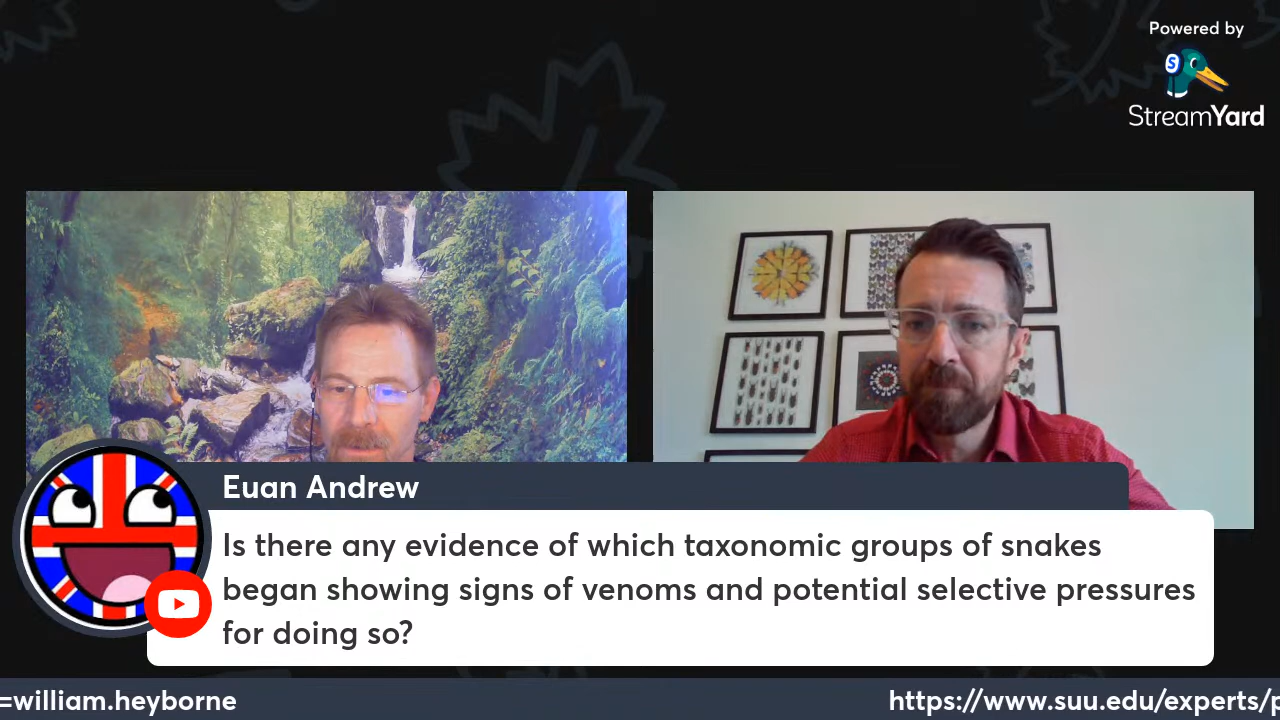 Powered by
S
StreamYard
Euan Andrew
Is there any evidence of which taxonomic groups of snakes
began showing signs of venoms and potential selective pressures
for doing so?
=william.heyborne
https://www.suu.edu/experts/p